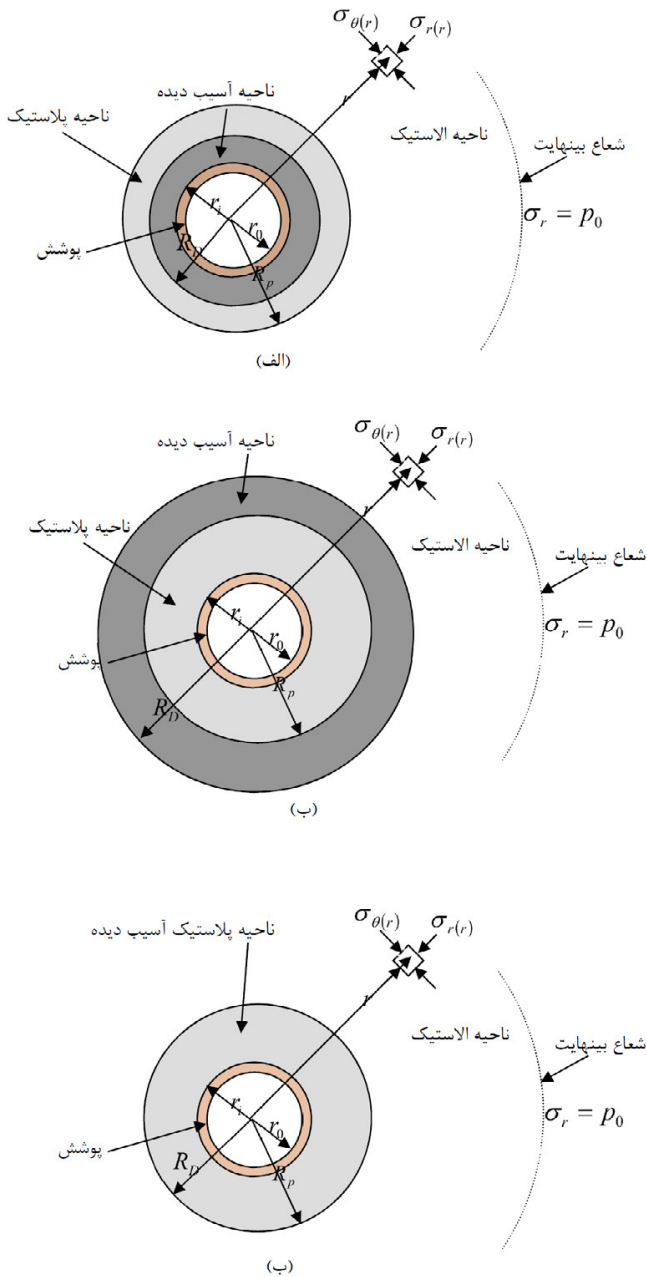 σθ(r) σr(r)
r
ناحیه آسیب دیده
ناحیه پلاستیک
ناحیه الاستیک
شعاع بینهایت
σr = p0
ri
r0
پوشش
RD
Rp
(الف)
σθ(r) σr(r)
ناحیه آسیب دیده
r
ناحیه پلاستیک
ناحیه الاستیک
شعاع بینهایت
σr = p0
ri
r0
پوشش
Rp
RD
(ب)
σθ(r) σr(r)
ناحیه پلاستیک آسیب دیده
r
ناحیه الاستیک
شعاع بینهایت
σr = p0
ri
r0
پوشش
RD
Rp
(ب)